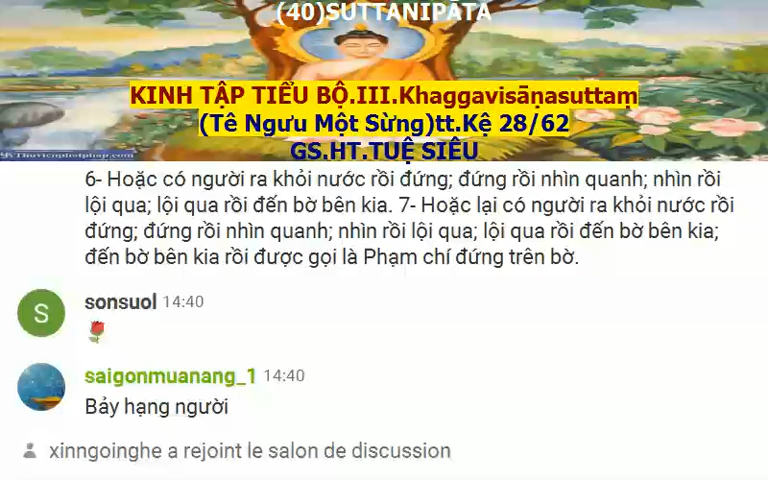 (40)SUTTANIPĀTA
KINH TẬP TIỂU BỘ.III.Khaggavisāṇasuttaṃ
(Tê Ngưu Một Sừng)tt.Kệ 28/62
GS.HT.TUỆ SIÊU
6- Hoặc có người ra khỏi nước rồi đứng; đứng rồi nhìn quanh; nhìn rồi
lội qua; lội qua rồi đến bờ bên kia. 7- Hoặc lại có người ra khỏi nước rồi
đứng; đứng rồi nhìn quanh; nhìn rồi lội qua; lội qua rồi đến bờ bên kia;
đến bờ bên kia rồi được gọi là Phạm chí đứng trên bờ.
S
sonsuol 14:40
saigonmuanang_1 14:40
Bảy hạng người
xinngoinghe a rejoint le salon de discussion